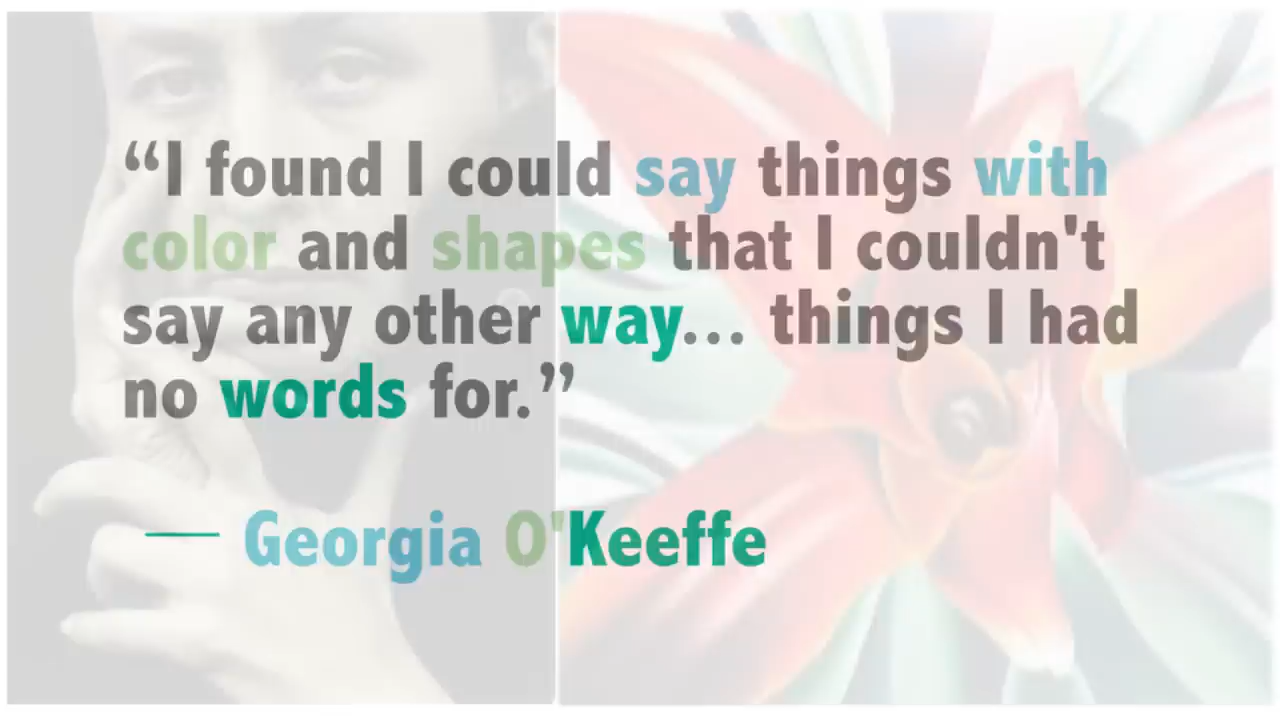 “I found I could say things with
color and shapes that I couldn't
say any other way... things I had
no words for.”
— Georgia O'Keeffe